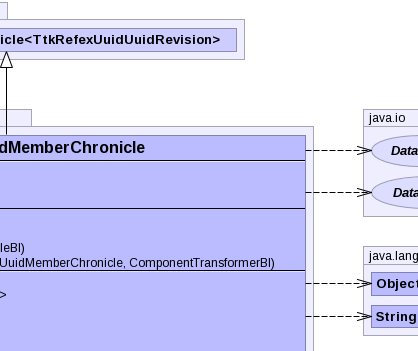 icle<TtkRefexUuidUuidRevision>
dMemberChronicle
leBI)
UuidMemberChronicle, ComponentTransformerBI)
>
java.io
Data
Data
java.lang
Object
String